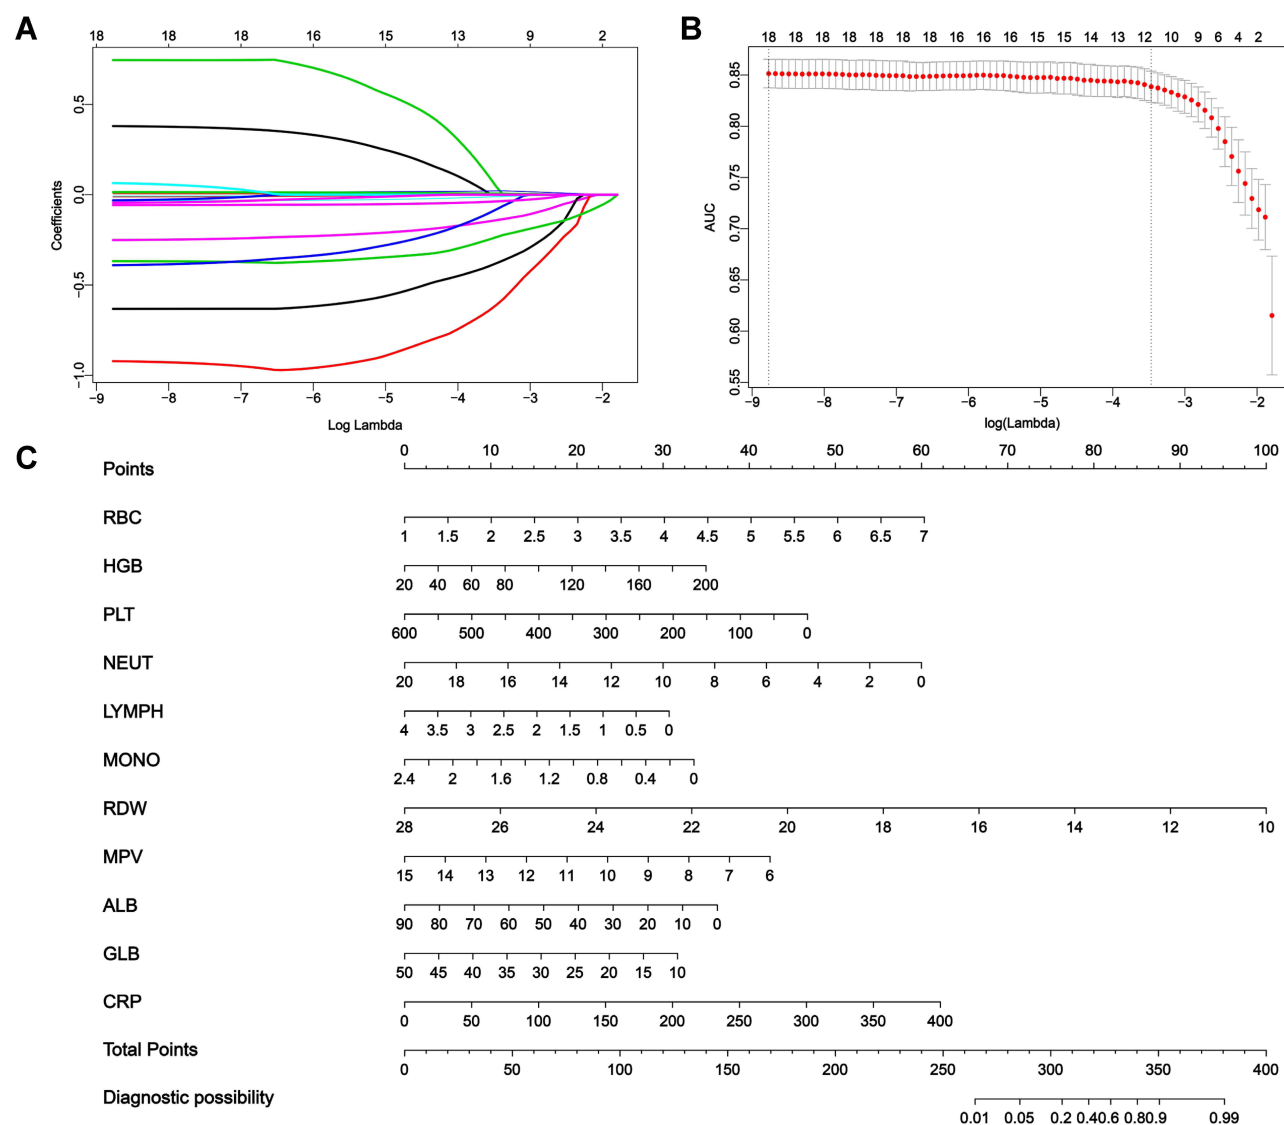 A
18 18 18 16 15 13 9 2
Coefficients
0.5
0.0
−0.5
−1.0
−9 −8 −7 −6 −5 −4 −3 −2
Log Lambda
B
18 18 18 18 18 18 18 16 16 16 15 15 14 13 12 10 9 6 4 2
AUC
0.85
0.80
0.75
0.70
0.65
0.60
0.55
−9 −8 −7 −6 −5 −4 −3 −2
log(Lambda)
C
Points
0 10 20 30 40 50 60 70 80 90 100
RBC
1 1.5 2 2.5 3 3.5 4 4.5 5 5.5 6 6.5 7
HGB
20 40 60 80 120 160 200
PLT
600 500 400 300 200 100 0
NEUT
20 18 16 14 12 10 8 6 4 2 0
LYMPH
4 3.5 3 2.5 2 1.5 1 0.5 0
MONO
2.4 2 1.6 1.2 0.8 0.4 0
RDW
28 26 24 22 20 18 16 14 12 10
MPV
15 14 13 12 11 10 9 8 7 6
ALB
90 80 70 60 50 40 30 20 10 0
GLB
50 45 40 35 30 25 20 15 10
CRP
0 50 100 150 200 250 300 350 400
Total Points
0 50 100 150 200 250 300 350 400
Diagnostic possibility
0.01 0.05 0.2 0.4 0.6 0.8 0.9 0.99